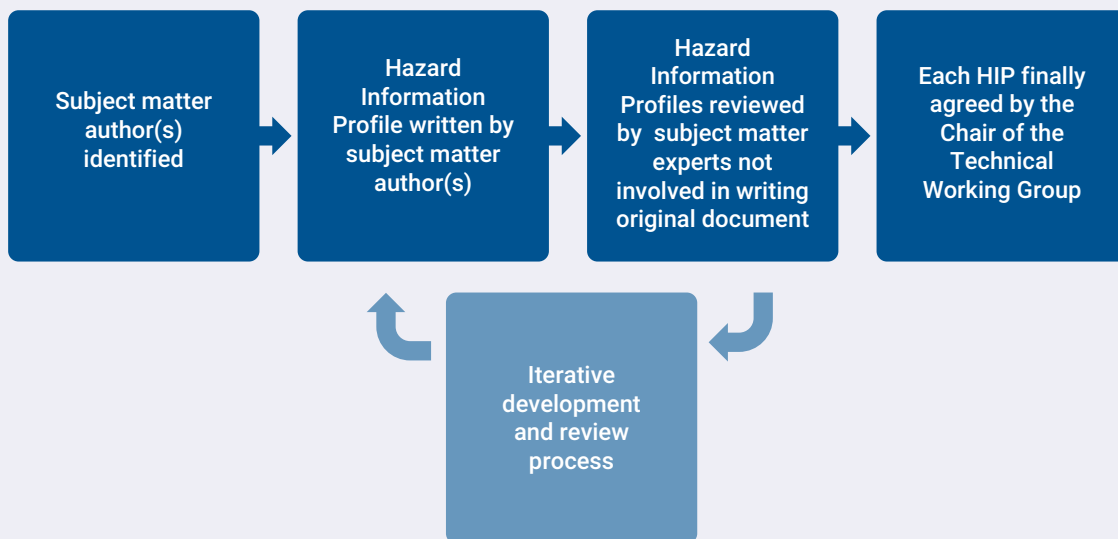 Subject matter
author(s)
identified
Hazard
Information
Profile written by
subject matter
author(s)
Hazard
Information
Profiles reviewed
by subject matter
experts not
involved in writing
original document
Each HIP finally
agreed by the
Chair of the
Technical
Working Group
Iterative
development
and review
process